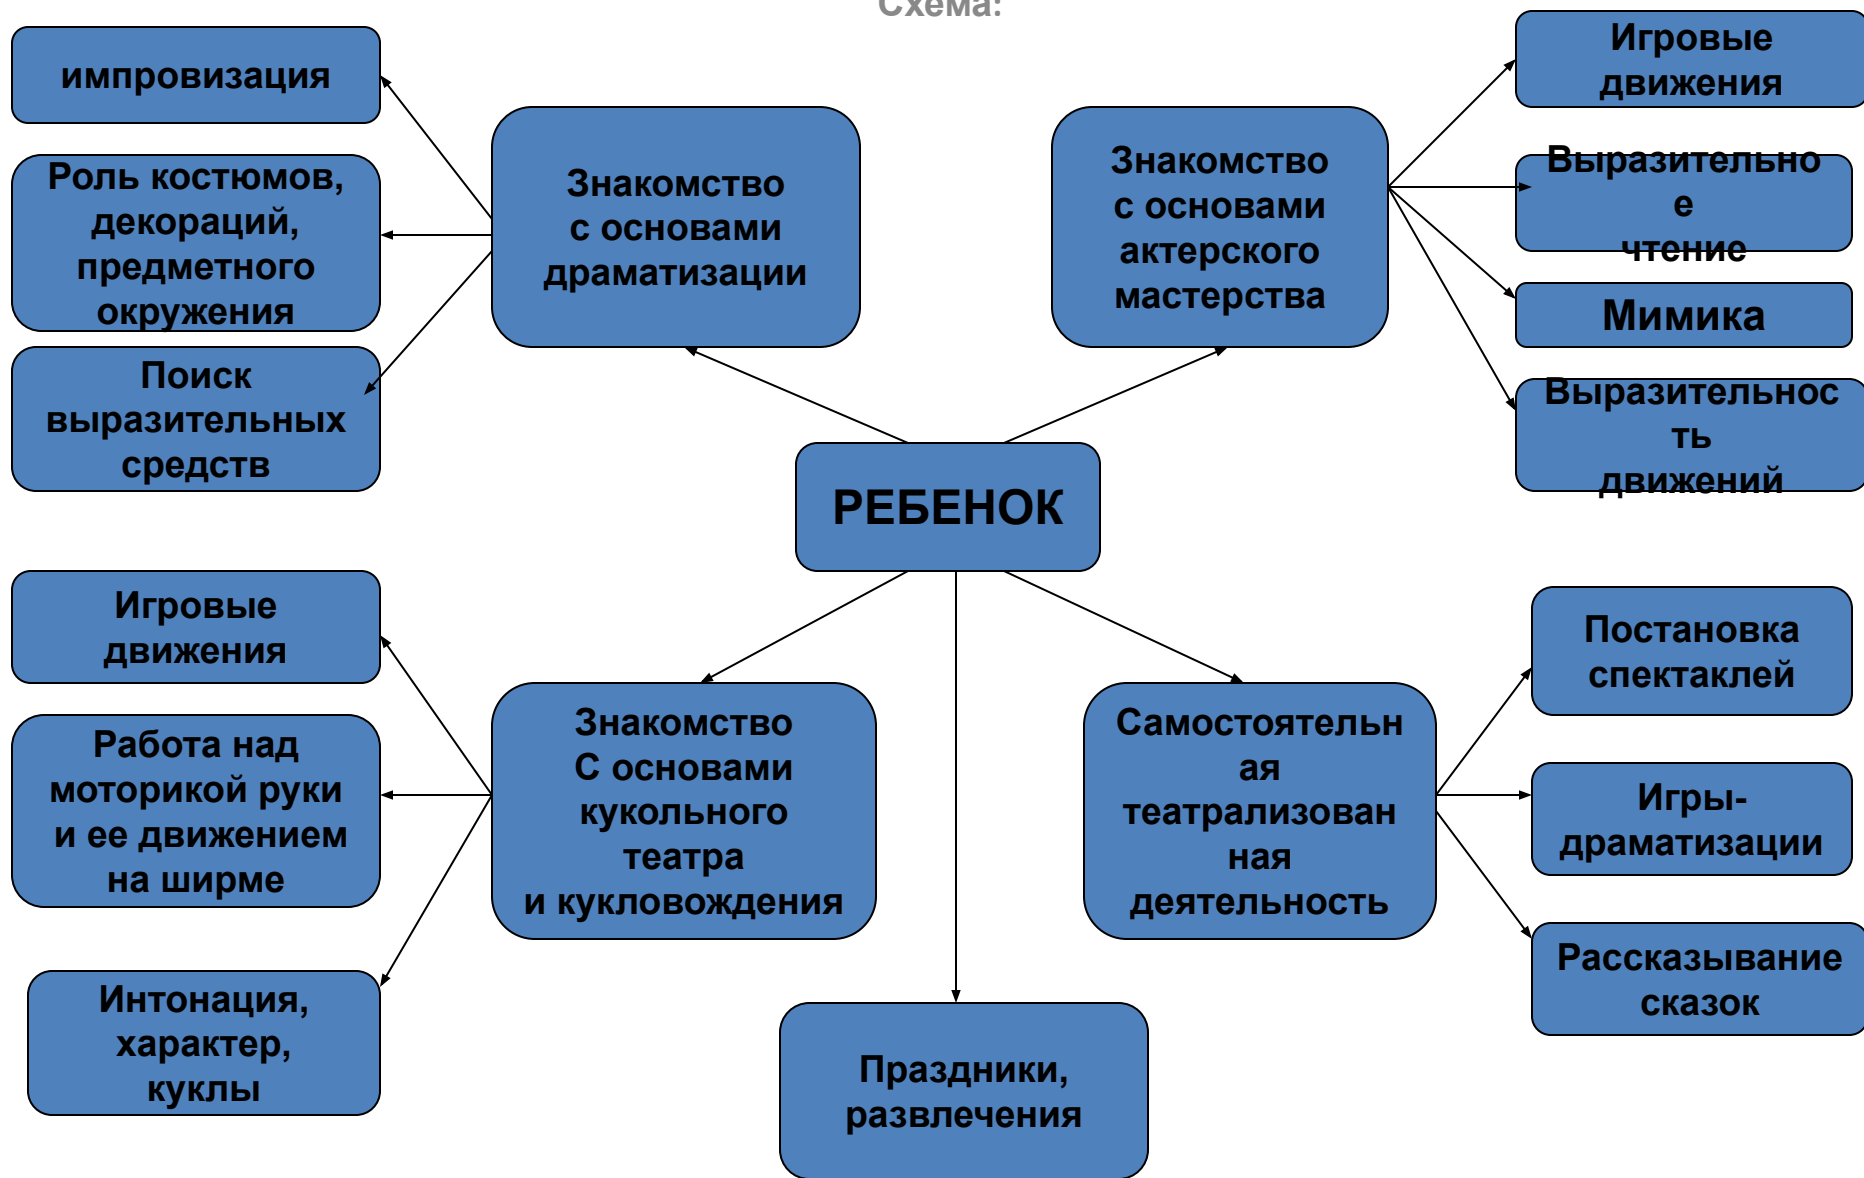 Схема:
импровизация
Роль костюмов,
декораций,
предметного
окружения
Поиск
выразительных
средств
Знакомство
с основами
драматизации
Знакомство
с основами
актерского
мастерства
Игровые
движения
Выразительно
е
чтение
Мимика
Выразительнос
ть
движений
РЕБЕНОК
Игровые
движения
Работа над
моторикой руки
и ее движением
на ширме
Интонация,
характер,
куклы
Знакомство
С основами
кукольного
театра
и кукловождения
Праздники,
развлечения
Самостоятельн
ая
театрализован
ная
деятельность
Постановка
спектаклей
Игры-
драматизации
Рассказывание
сказок